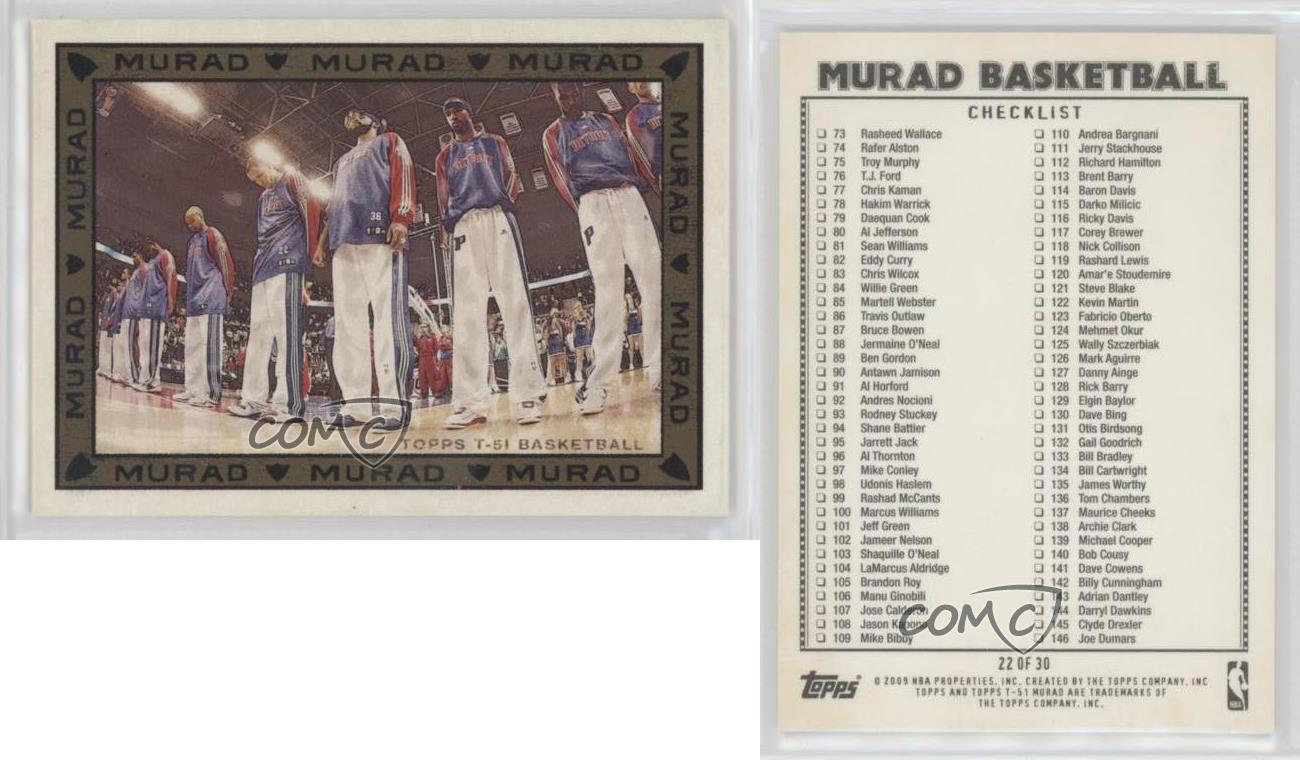 MURAD MURAD MURAD
MURAD
MURAD
MURAD
MURAD
DETROIT
36
P
P
COMC
TOPPS T-51 BASKETBALL
MURAD MURAD MURAD
MURAD BASKETBALL
CHECKLIST
73 Rasheed Wallace
74 Rafer Alston
75 Troy Murphy
76 T.J. Ford
77 Chris Kaman
78 Hakim Warrick
79 Daequan Cook
80 Al Jefferson
81 Sean Williams
82 Eddy Curry
83 Chris Wilcox
84 Willie Green
85 Martell Webster
86 Travis Outlaw
87 Bruce Bowen
88 Jermaine O'Neal
89 Ben Gordon
90 Antawn Jamison
91 Al Horford
92 Andres Nocioni
93 Rodney Stuckey
94 Shane Battier
95 Jarrett Jack
96 Al Thornton
97 Mike Conley
98 Udonis Haslem
99 Rashad McCants
100 Marcus Williams
101 Jeff Green
102 Jameer Nelson
103 Shaquille O'Neal
104 LaMarcus Aldridge
105 Brandon Roy
106 Manu Ginobili
107 Jose Calderon
108 Jason Kapono
109 Mike Bibby
110 Andrea Bargnani
111 Jerry Stackhouse
112 Richard Hamilton
113 Brent Barry
114 Baron Davis
115 Darko Milicic
116 Ricky Davis
117 Corey Brewer
118 Nick Collison
119 Rashard Lewis
120 Amar'e Stoudemire
121 Steve Blake
122 Kevin Martin
123 Fabricio Oberto
124 Mehmet Okur
125 Wally Szczerbiak
126 Mark Aguirre
127 Danny Ainge
128 Rick Barry
129 Elgin Baylor
130 Dave Bing
131 Otis Birdsong
132 Gail Goodrich
133 Bill Bradley
134 Bill Cartwright
135 James Worthy
136 Tom Chambers
137 Maurice Cheeks
138 Archie Clark
139 Michael Cooper
140 Bob Cousy
141 Dave Cowens
142 Billy Cunningham
143 Adrian Dantley
144 Darryl Dawkins
145 Clyde Drexler
146 Joe Dumars
COMC
22 OF 30
Topps
© 2009 NBA PROPERTIES, INC. CREATED BY THE TOPPS COMPANY, INC
TOPPS AND TOPPS T-51 MURAD ARE TRADEMARKS OF
THE TOPPS COMPANY, INC.
NBA